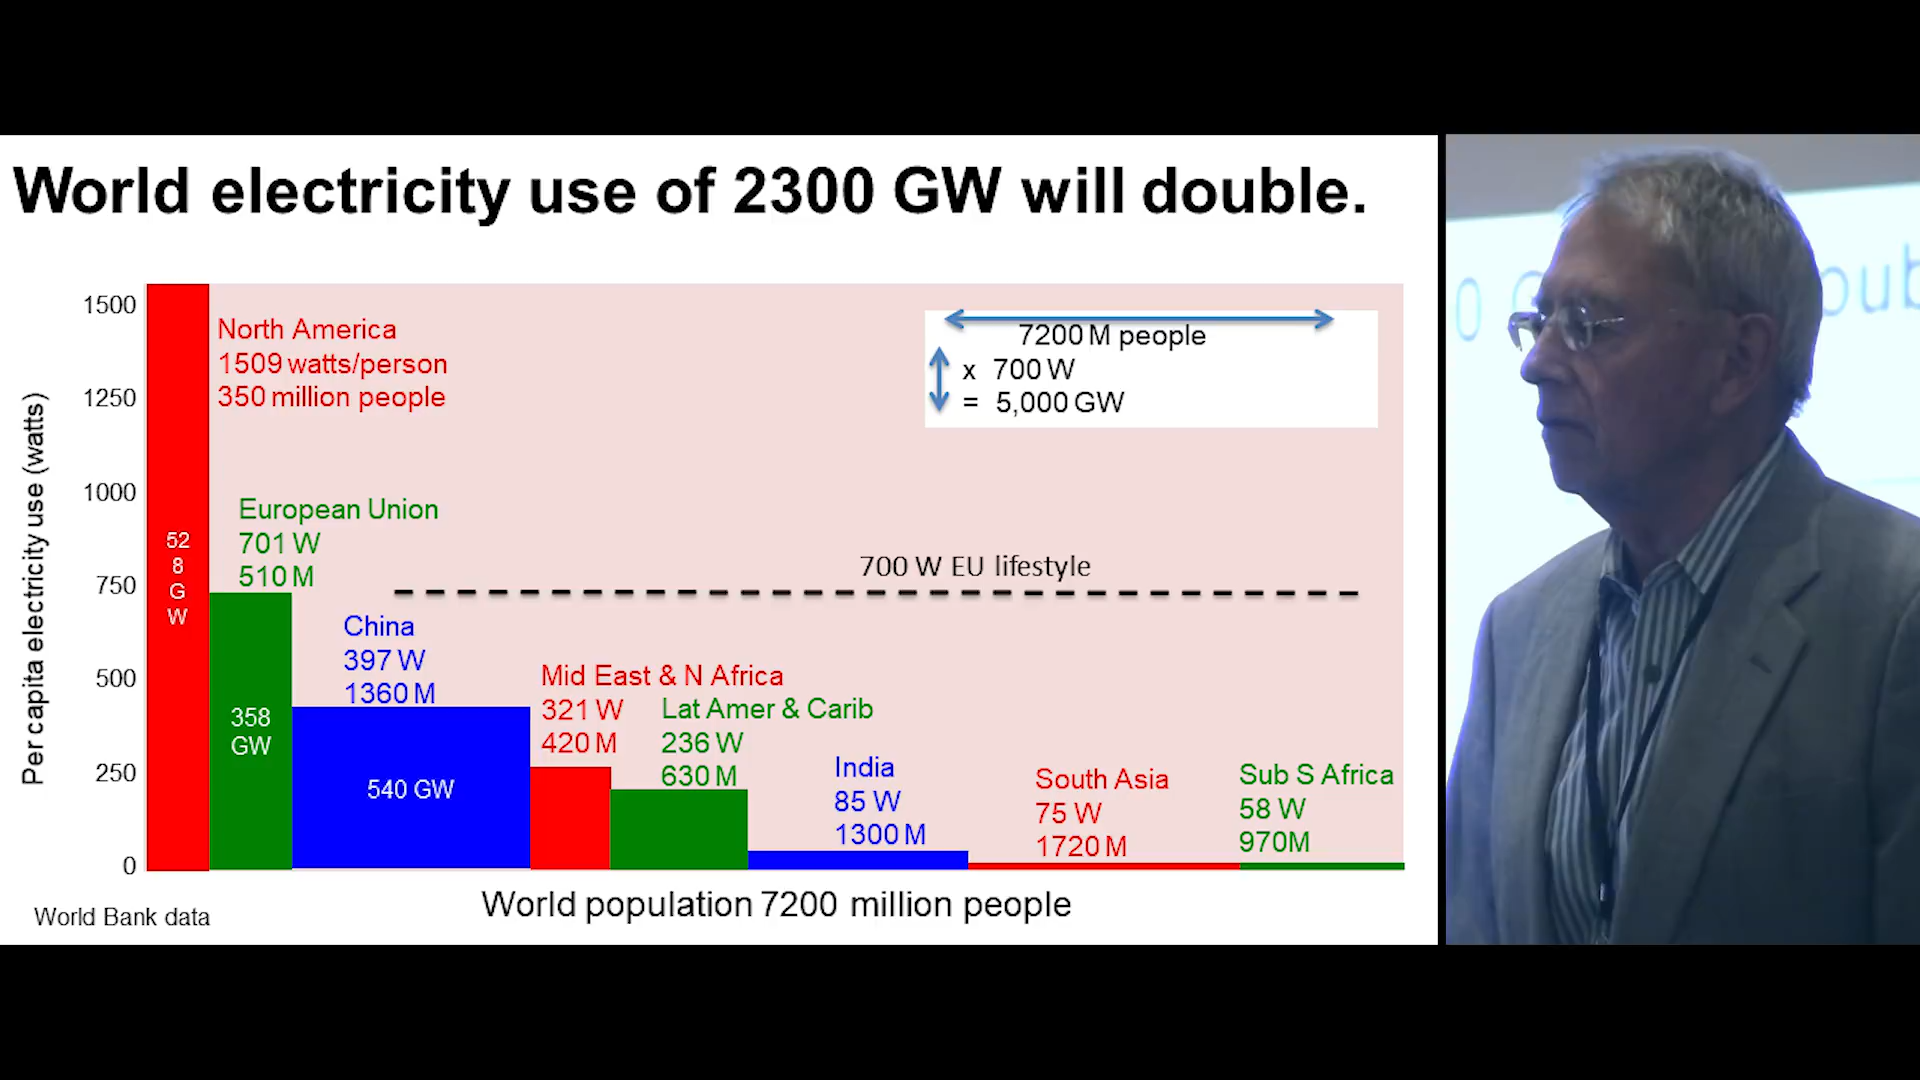 World electricity use of 2300 GW will double.
Per capita electricity use (watts)
1500
1250
1000
750
500
250
0
North America
1509 watts/person
350 million people
52
8
G
W
European Union
701 W
510 M
358
GW
China
397 W
1360 M
540 GW
Mid East & N Africa
321 W
420 M
Lat Amer & Carib
236 W
630 M
India
85 W
1300 M
South Asia
75 W
1720 M
Sub S Africa
58 W
970M
7200 M people
x 700 W
= 5,000 GW
700 W EU lifestyle
World population 7200 million people
World Bank data